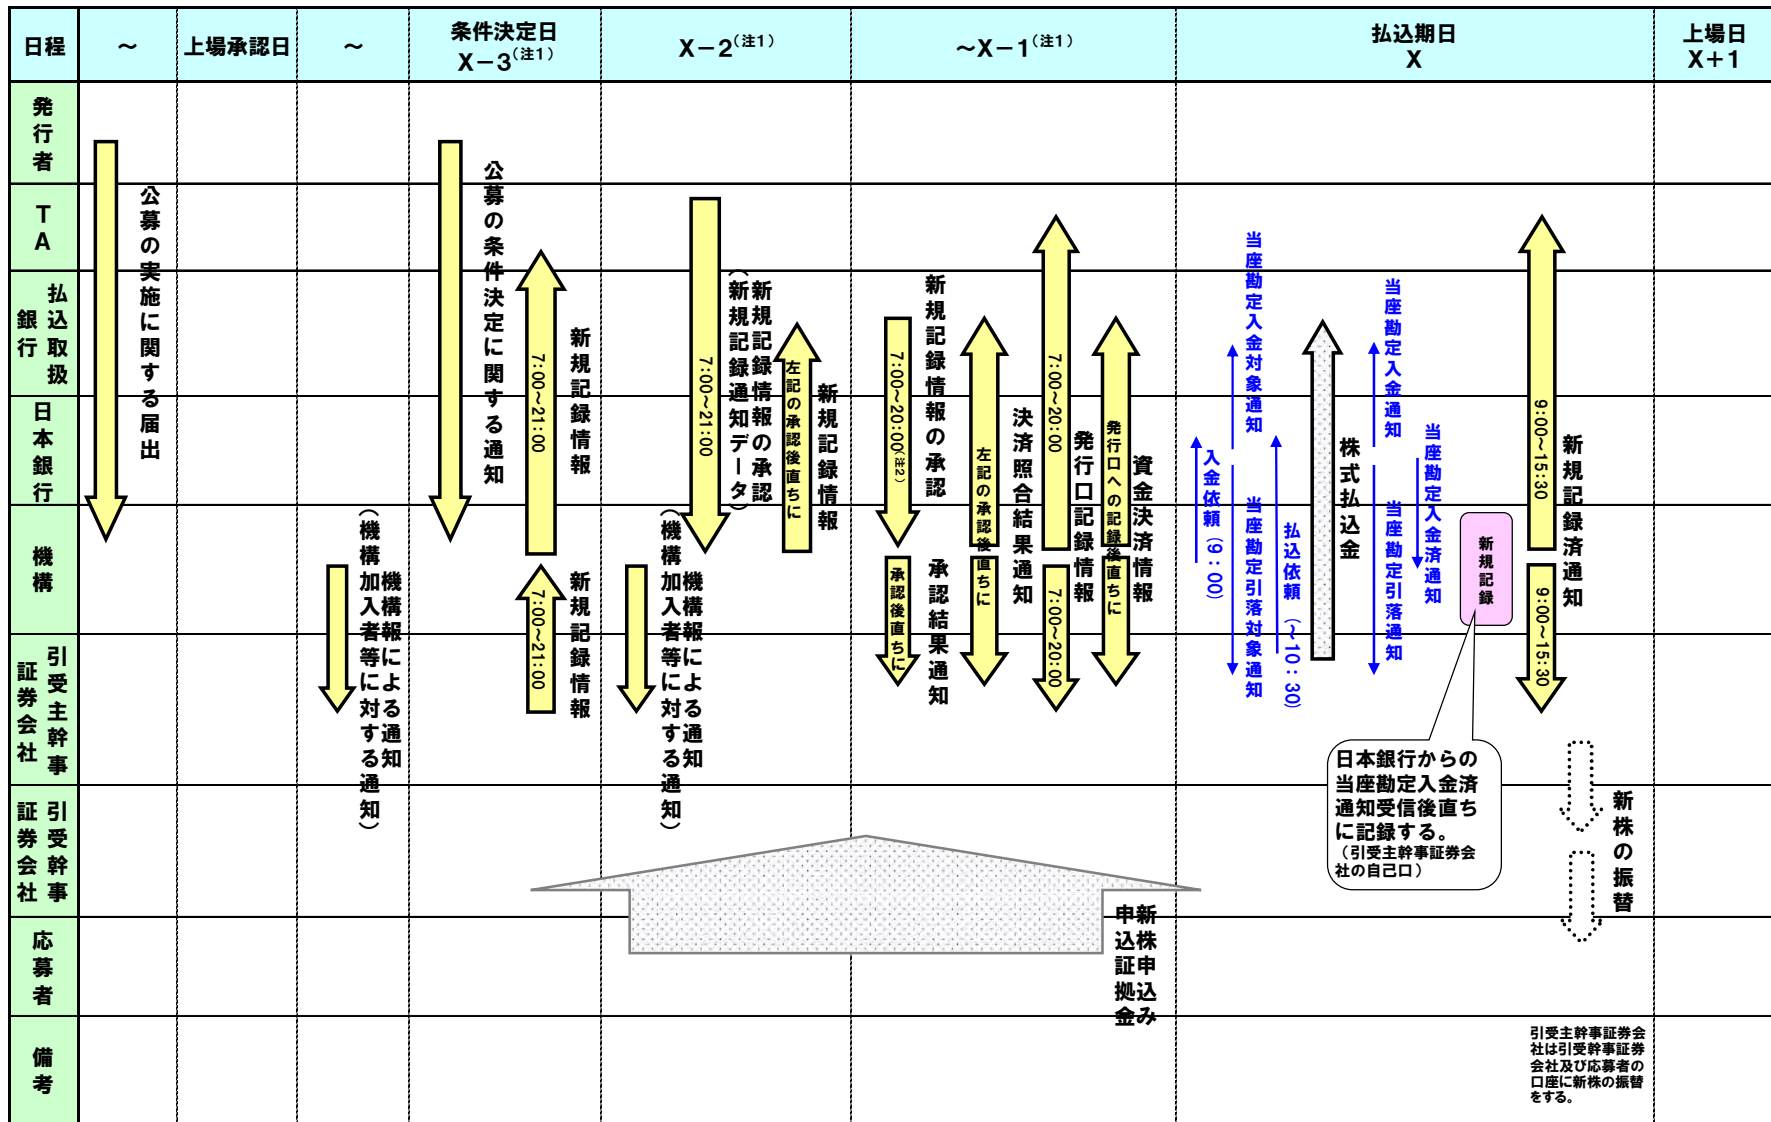 日程
～
上場承認日
～
条件決定日
X－3(注1)
X－2(注1)
～X－1(注1)
払込期日
X
上場日
X＋1
発行者
TA
払込取扱
銀行
日本銀行
機構
引受主幹事
証券会社
引受幹事
証券会社
応募者
備考
公募の実施に関する届出
機構報による通知
（機構加入者等に対する通知）
公募の条件決定に関する通知
7:00～21:00
新規記録情報
7:00～21:00
新規記録情報
機構報による通知
（機構加入者等に対する通知）
7:00～21:00
新規記録情報の承認
（新規記録通知データ）
左記の承認後直ちに
新規記録情報
7:00～20:00（注2）
新規記録情報の承認
承認後直ちに
承認結果通知
左記の承認後直ちに
決済照合結果通知
7:00～20:00
7:00～20:00
発行口記録情報
発行口への記録後直ちに
資金決済情報
入金依頼（9：00）
当座勘定入金対象通知
当座勘定引落対象通知
払込依頼（～10：30）
株式払込金
当座勘定入金通知
当座勘定引落通知
当座勘定入金済通知
新規記録
9:00～15:30
9:00～15:30
新規記録済通知
日本銀行からの
当座勘定入金済
通知受信後直ち
に記録する。
（引受主幹事証券会
社の自己口）
新株の振替
新株申込み
申込証拠金
引受主幹事証券会
社は引受幹事証券
会社及び応募者の
口座に新株の振替
をする。